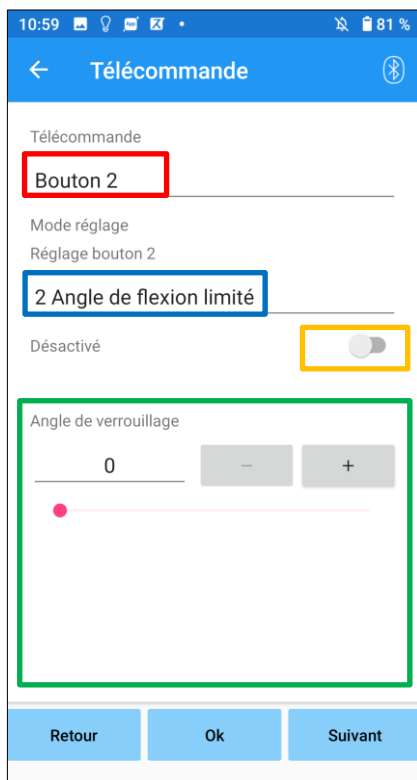 10:59 81 %
Télécommande
Télécommande
Bouton 2
Mode réglage
Réglage bouton 2
2 Angle de flexion limité
Désactivé
Angle de verrouillage
0 − +
Retour Ok Suivant